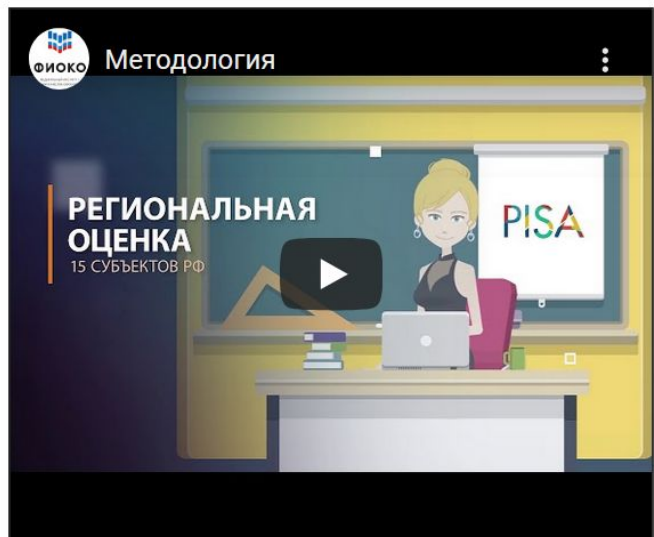 ФИОКО
Методология
РЕГИОНАЛЬНАЯ
ОЦЕНКА
15 СУБЪЕКТОВ РФ
PISA